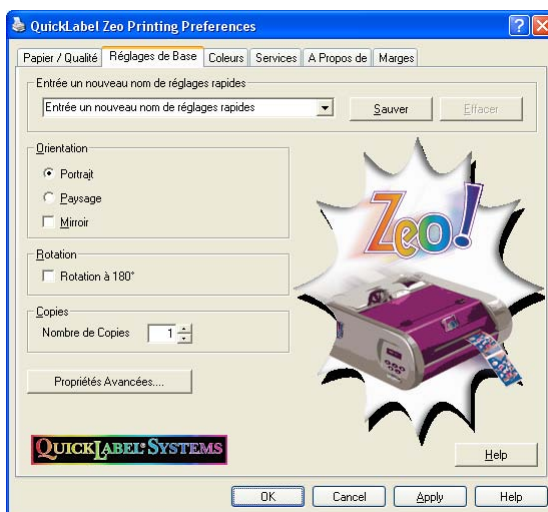 QuickLabel Zeo Printing Preferences
Papier / Qualité Réglages de Base Coleurs Services A Propos de Marges
Entrée un nouveau nom de réglages rapides
Entrée un nouveau nom de réglages rapides Sauver Effacer
Orientation
Portrait
Paysage
Mirroir
Zeo!
Rotation
Rotation à 180°
Copies
Nombre de Copies 1
Propriétés Avancées....
QUICKLABEL SYSTEMS
Help
OK Cancel Apply Help